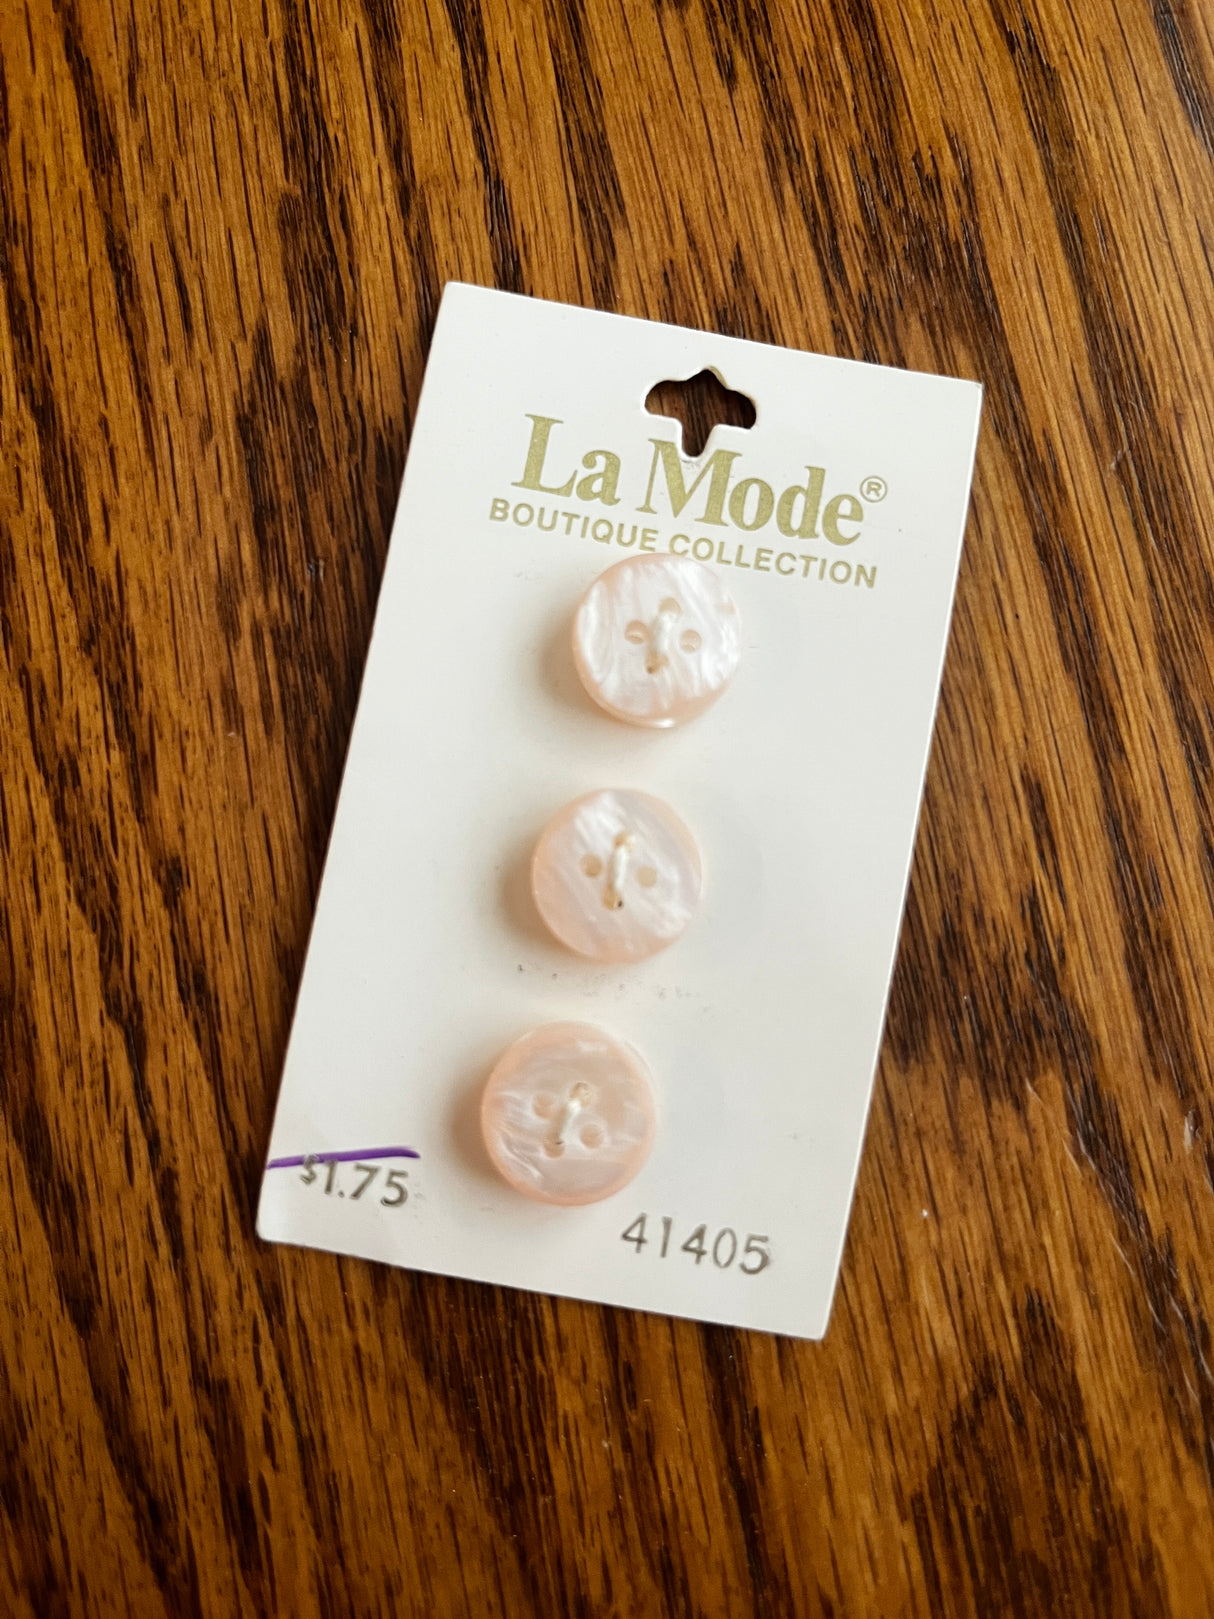 La Mode®
BOUTIQUE COLLECTION
$1.75
41405